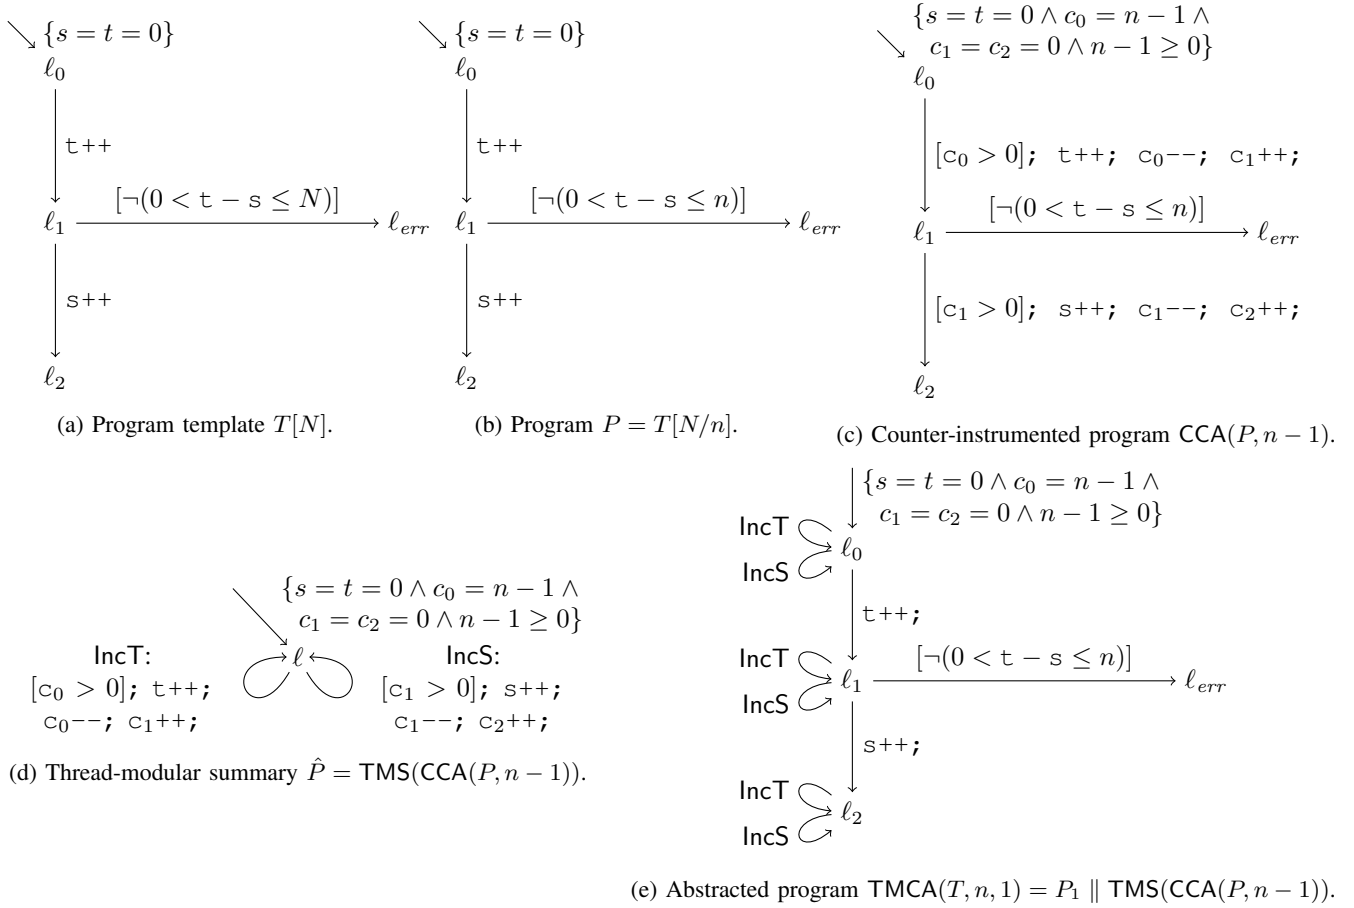 {s = t = 0}
ℓ₀
t++
[¬(0 < t − s ≤ N)]
ℓ₁
ℓ_err
s++
ℓ₂
(a) Program template T[N].
{s = t = 0}
ℓ₀
t++
[¬(0 < t − s ≤ n)]
ℓ₁
ℓ_err
s++
ℓ₂
(b) Program P = T[N/n].
{s = t = 0 ∧ c₀ = n − 1 ∧
c₁ = c₂ = 0 ∧ n − 1 ≥ 0}
ℓ₀
[c₀ > 0]; t++; c₀--; c₁++;
[¬(0 < t − s ≤ n)]
ℓ₁
ℓ_err
[c₁ > 0]; s++; c₁--; c₂++;
ℓ₂
(c) Counter-instrumented program CCA(P, n − 1).
{s = t = 0 ∧ c₀ = n − 1 ∧
c₁ = c₂ = 0 ∧ n − 1 ≥ 0}
ℓ
IncT:
[c₀ > 0]; t++;
c₀--; c₁++;
IncS:
[c₁ > 0]; s++;
c₁--; c₂++;
(d) Thread-modular summary P̂ = TMS(CCA(P, n − 1)).
{s = t = 0 ∧ c₀ = n − 1 ∧
c₁ = c₂ = 0 ∧ n − 1 ≥ 0}
IncT
ℓ₀
IncS
t++;
IncT
[¬(0 < t − s ≤ n)]
ℓ₁
ℓ_err
IncS
s++;
IncT
ℓ₂
IncS
(e) Abstracted program TMCA(T, n, 1) = P₁ ∥ TMS(CCA(P, n − 1)).